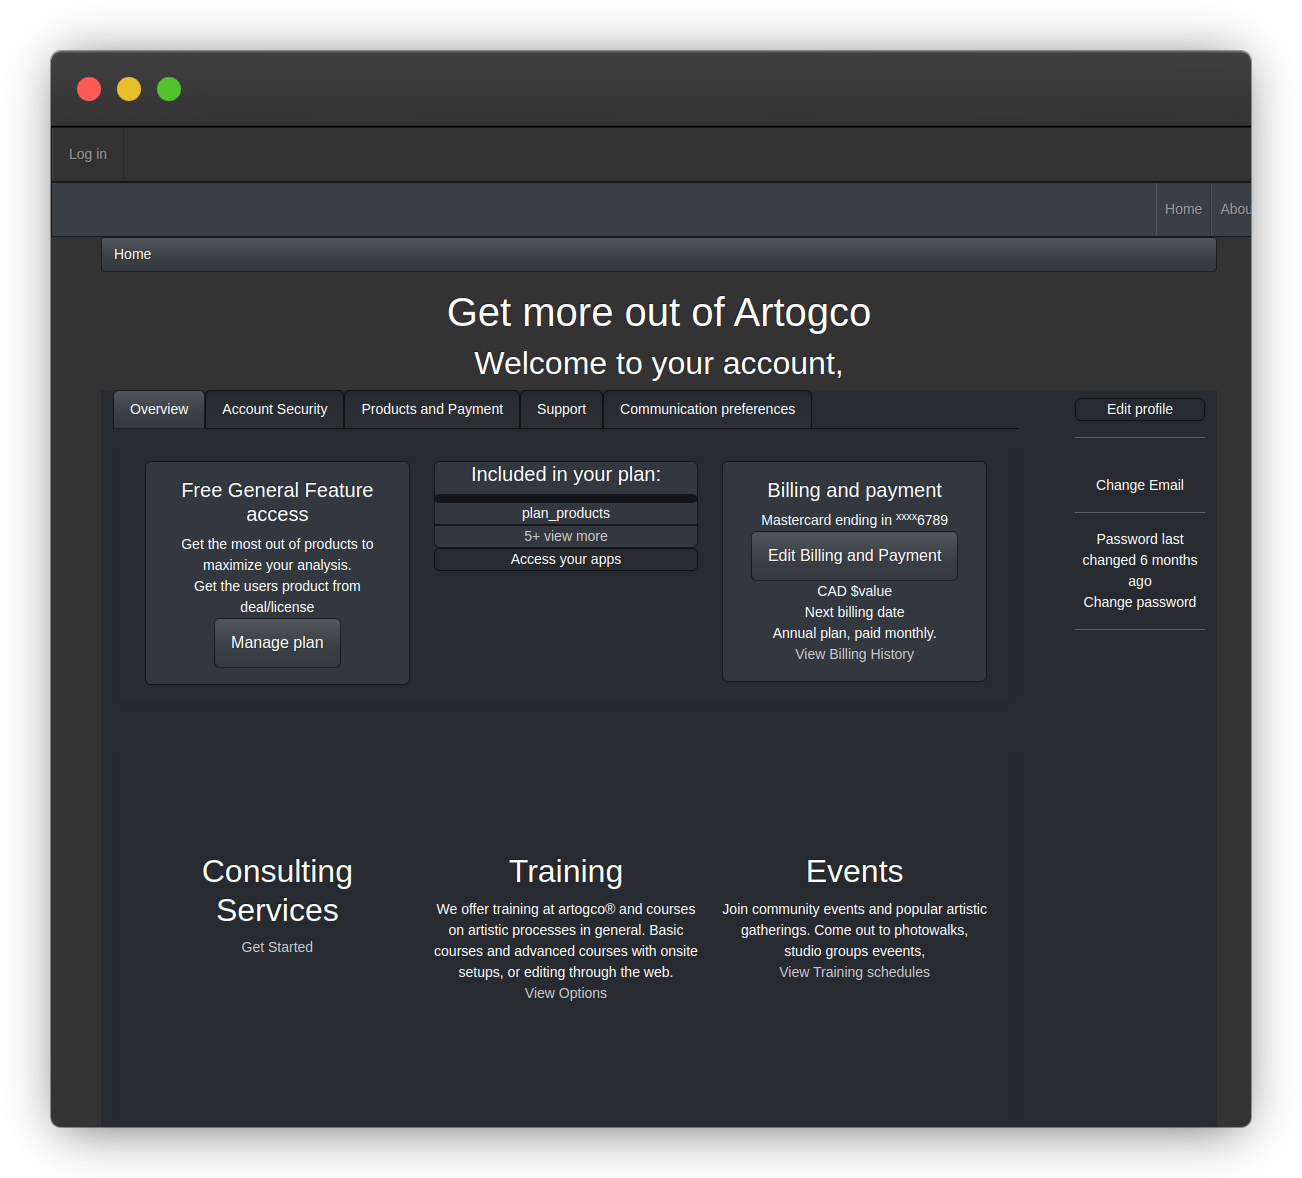 Log in
Home
Abou
Home
Get more out of Artogco
Welcome to your account,
Overview
Account Security
Products and Payment
Support
Communication preferences
Edit profile
Free General Feature
access
Get the most out of products to
maximize your analysis.
Get the users product from
deal/license
Manage plan
Included in your plan:
plan_products
5+ view more
Access your apps
Billing and payment
Mastercard ending in xxxx6789
Edit Billing and Payment
CAD $value
Next billing date
Annual plan, paid monthly.
View Billing History
Change Email
Password last
changed 6 months
ago
Change password
Consulting
Services
Get Started
Training
We offer training at artogco® and courses
on artistic processes in general. Basic
courses and advanced courses with onsite
setups, or editing through the web.
View Options
Events
Join community events and popular artistic
gatherings. Come out to photowalks,
studio groups eveents,
View Training schedules